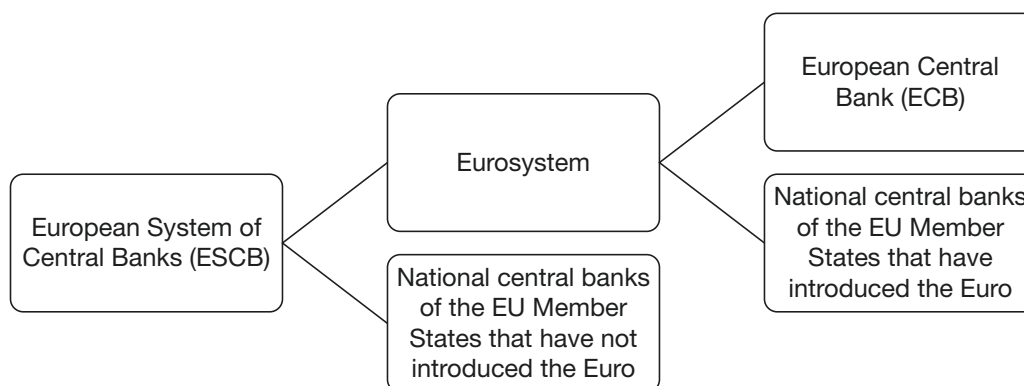 European System of
Central Banks (ESCB)
Eurosystem
National central banks
of the EU Member
States that have not
introduced the Euro
European Central
Bank (ECB)
National central banks
of the EU Member
States that have
introduced the Euro